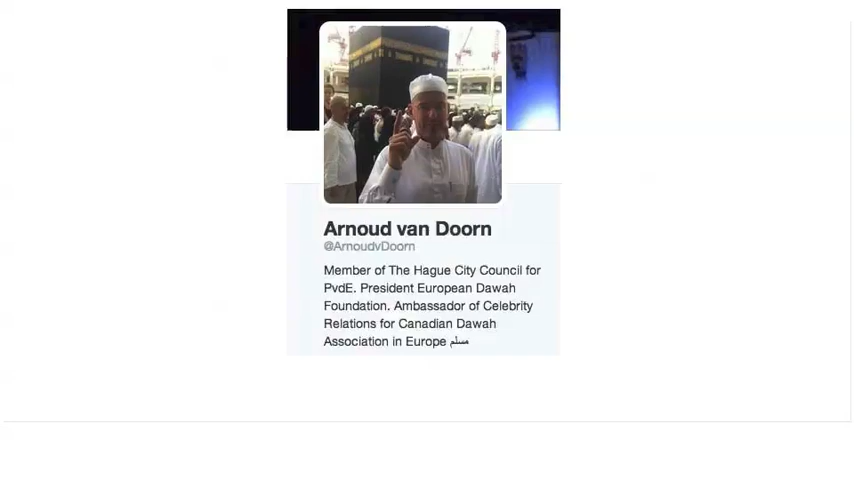 Arnoud van Doorn
@ArnoudvDoorn
Member of The Hague City Council for
PvdE. President European Dawah
Foundation. Ambassador of Celebrity
Relations for Canadian Dawah
Association in Europe مسلم